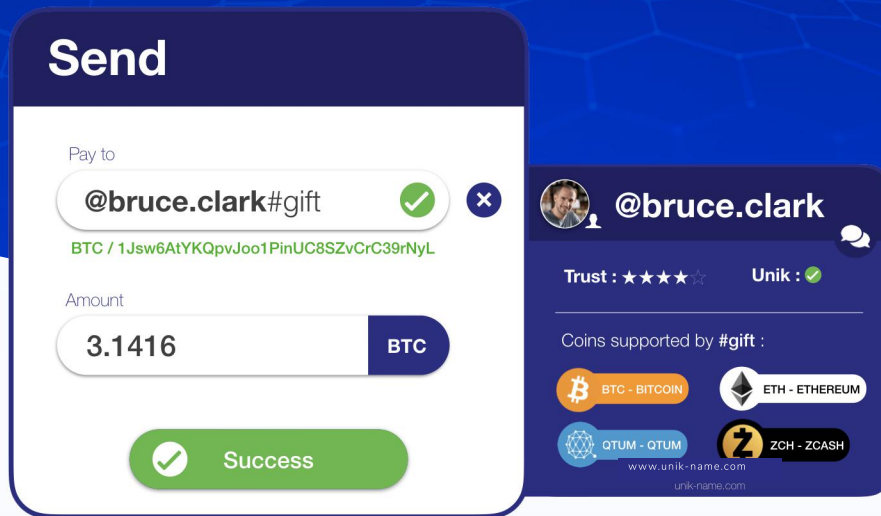 Send
Pay to
@bruce.clark#gift
BTC / 1Jsw6AtYKQpvJoo1PinUC8SZvCrC39rNyL
Amount
3.1416 BTC
Success
@bruce.clark
Trust : ★★★★☆ Unik :
Coins supported by #gift :
BTC - BITCOIN ETH - ETHEREUM
QTUM - QTUM ZCH - ZCASH
www.unik-name.com
unik-name.com